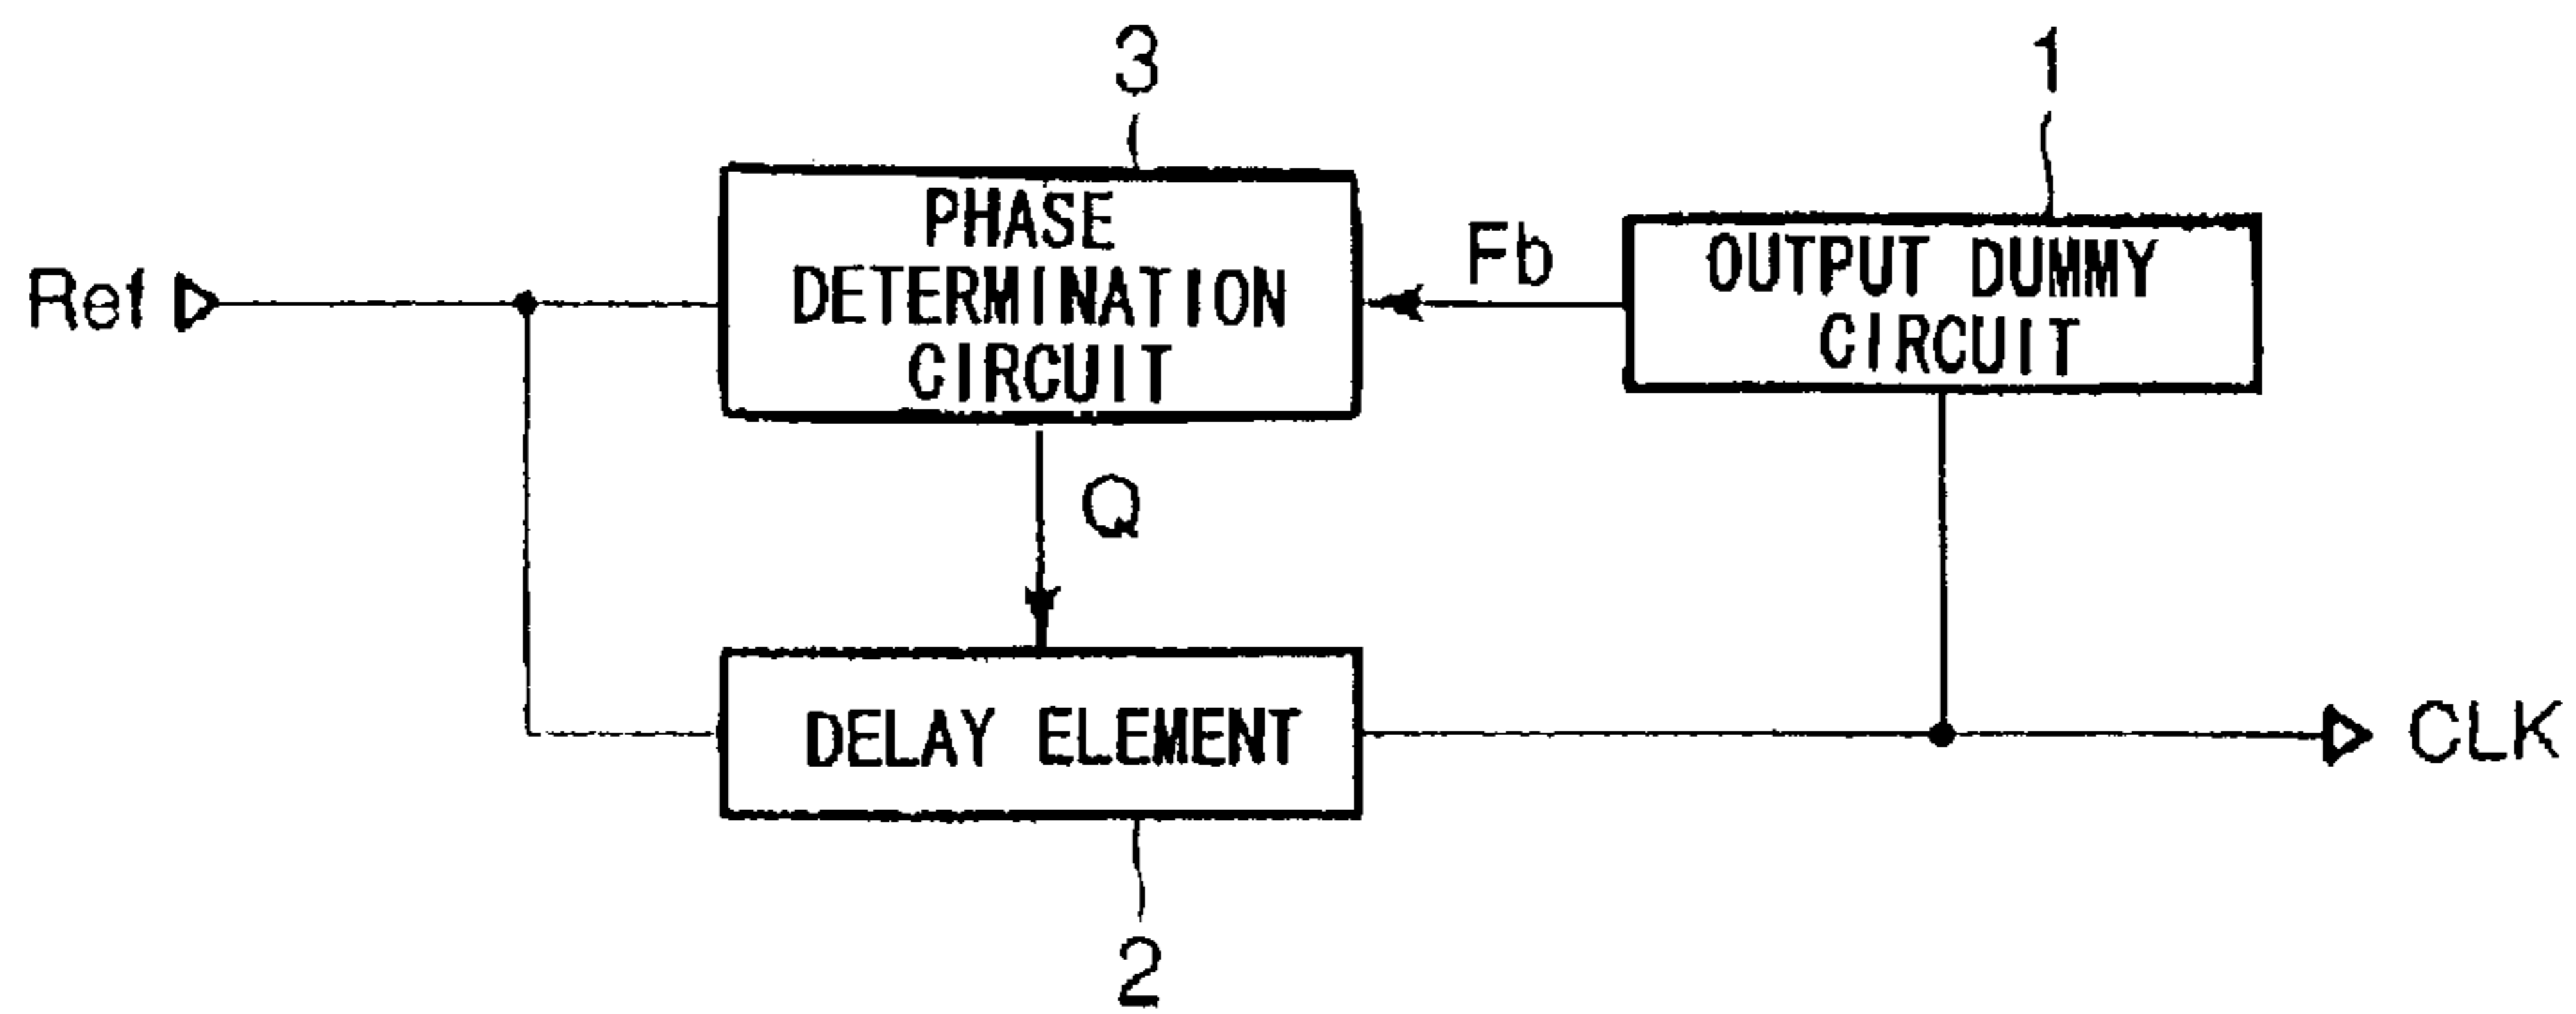 3
1
PHASE
DETERMINATION
CIRCUIT
Fb
OUTPUT DUMMY
CIRCUIT
Ref
Q
DELAY ELEMENT
CLK
2